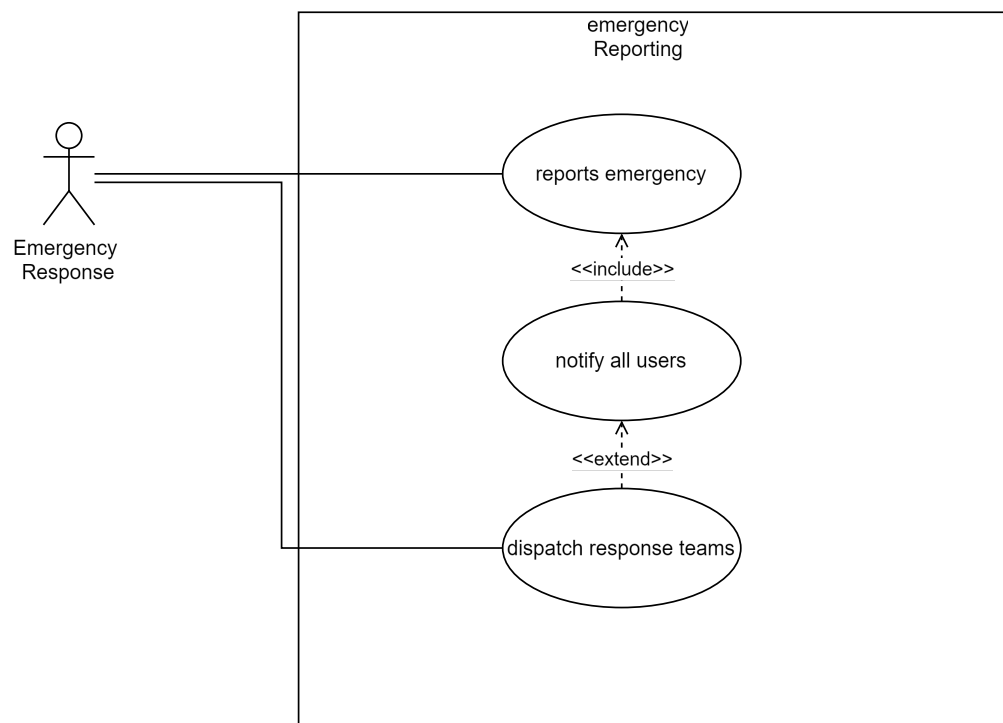 emergency
Reporting
reports emergency
Emergency
Response
<<include>>
notify all users
<<extend>>
dispatch response teams